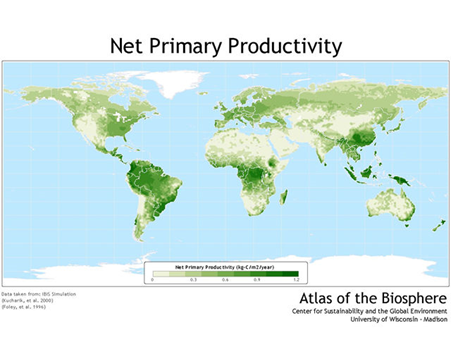 Net Primary Productivity
Net Primary Productivity (kg-C/m2/year)
0 0.3 0.6 0.9 1.2
Data taken from: IBIS Simulation
(Kucharik, et al. 2000)
(Foley, et al. 1996)
Atlas of the Biosphere
Center for Sustainability and the Global Environment
University of Wisconsin - Madison